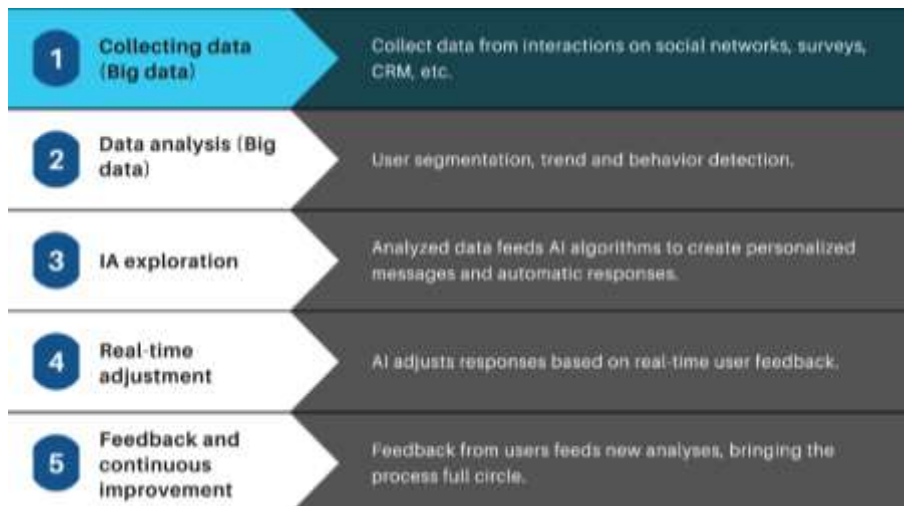 1
Collecting data
(Big data)
Collect data from interactions on social networks, surveys,
CRM, etc.
2
Data analysis (Big
data)
User segmentation, trend and behavior detection.
3
IA exploration
Analyzed data feeds AI algorithms to create personalized
messages and automatic responses.
4
Real-time
adjustment
AI adjusts responses based on real-time user feedback.
5
Feedback and
continuous
improvement
Feedback from users feeds new analyses, bringing the
process full circle.